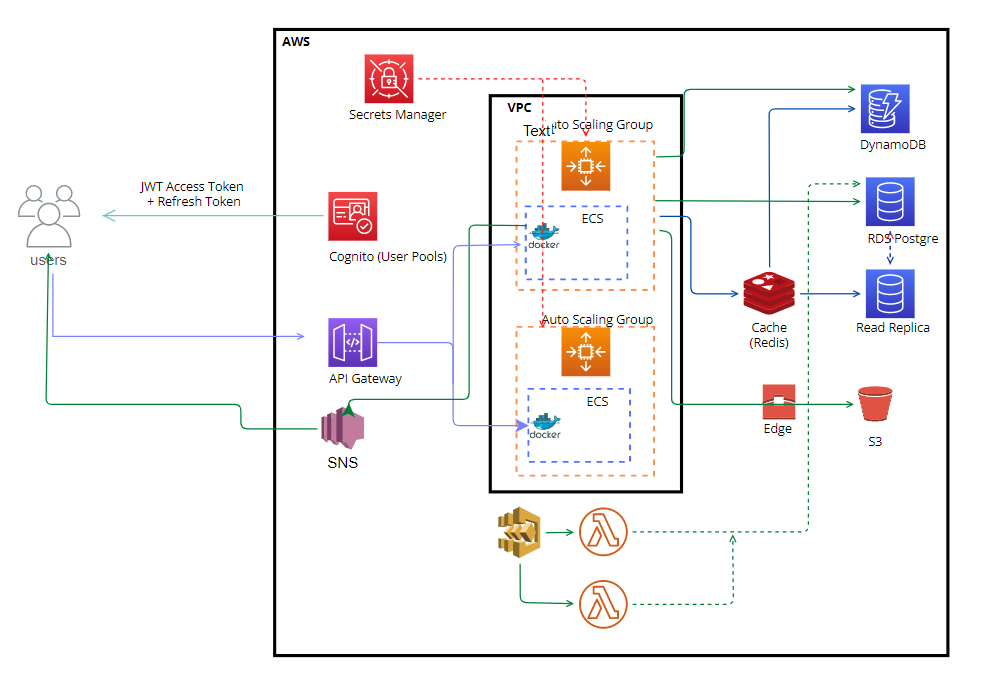 AWS
Secrets Manager
VPC
Text
uto Scaling Group
DynamoDB
JWT Access Token
+ Refresh Token
ECS
docker
RDS Postgre
users
Cognito (User Pools)
Auto Scaling Group
Cache
(Redis)
Read Replica
API Gateway
ECS
docker
Edge
S3
SNS